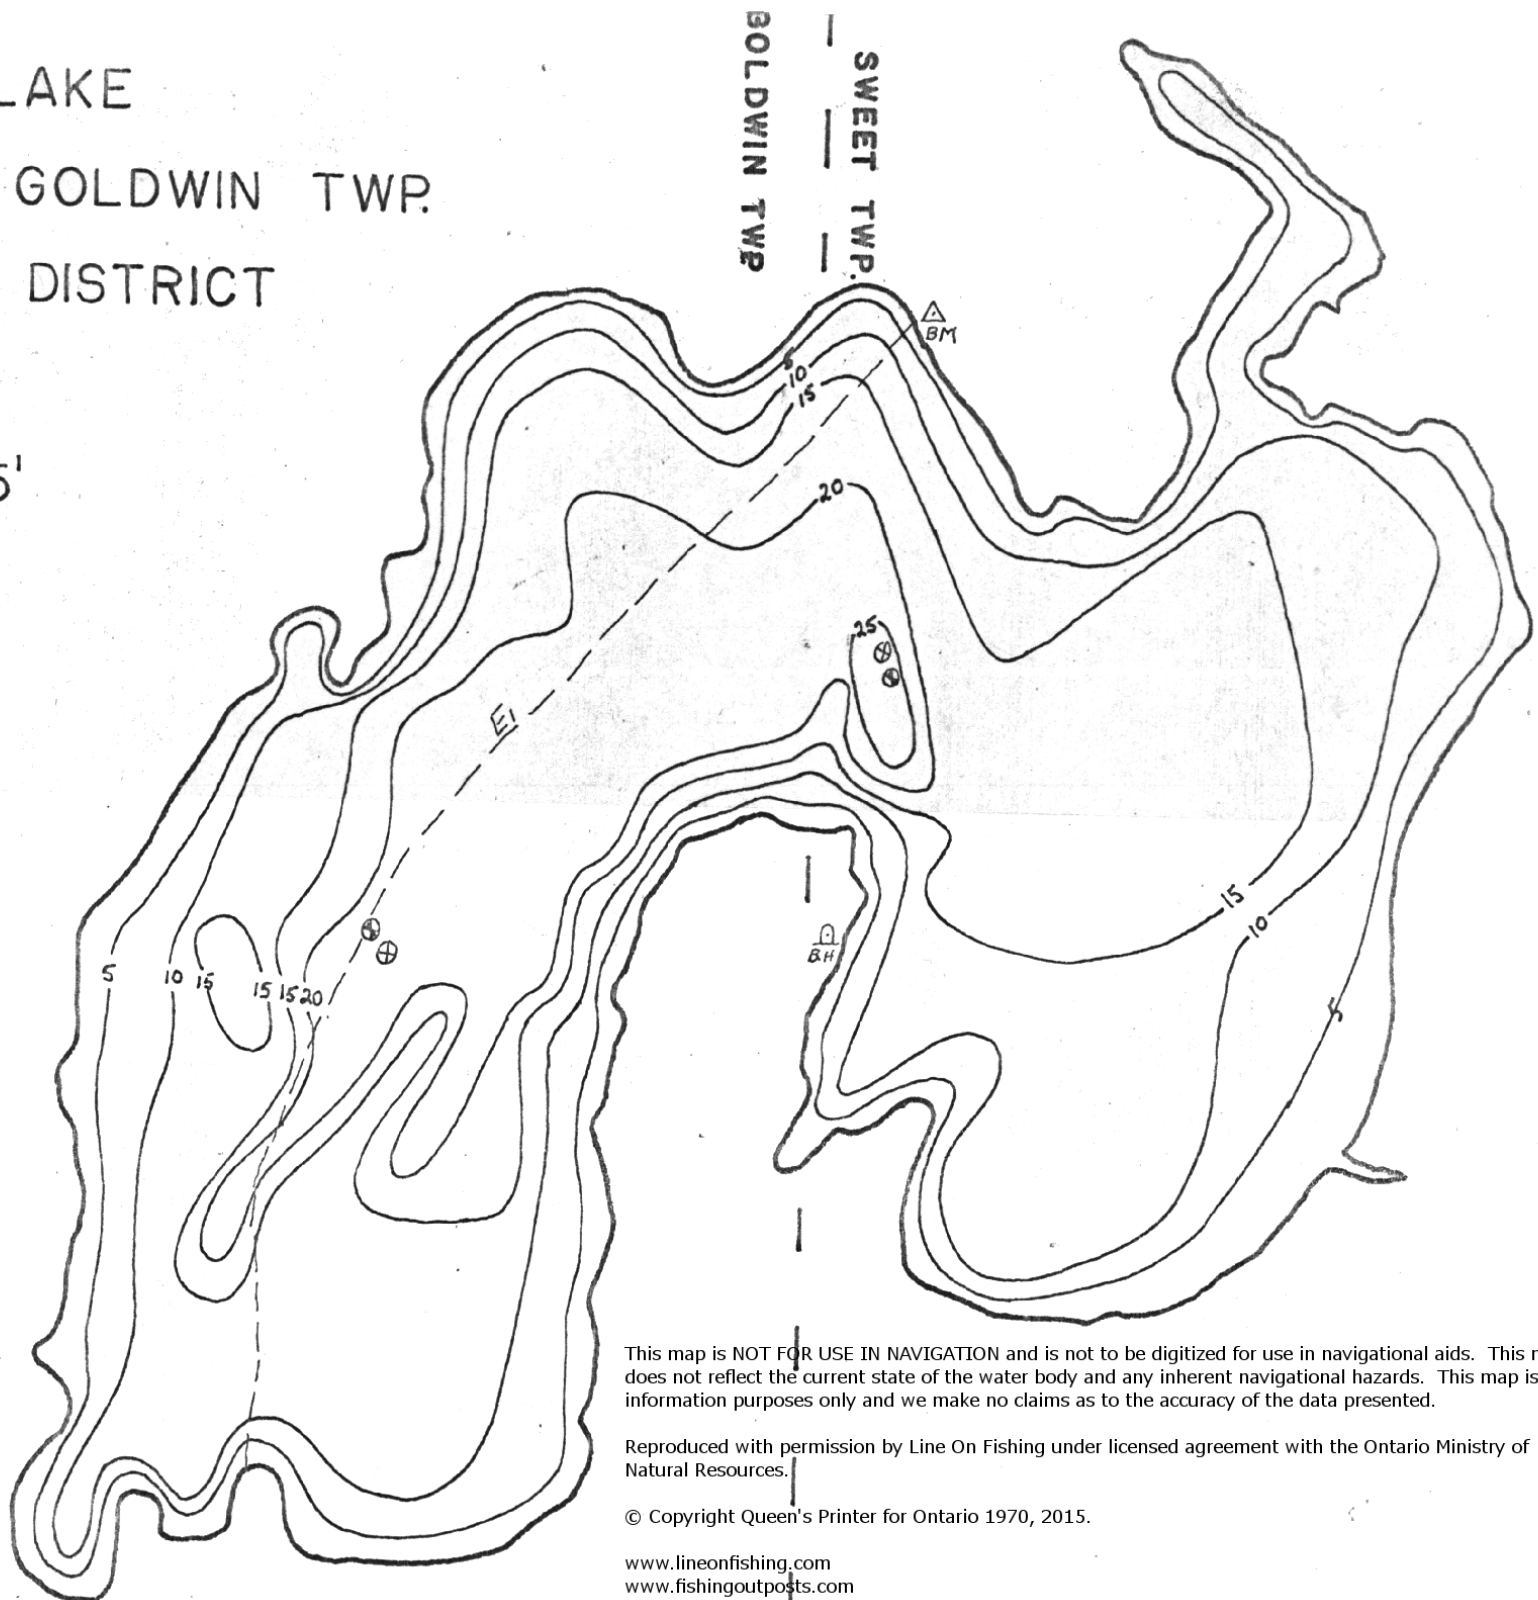 LAKE
GOLDWIN TWP.
DISTRICT
5'
GOLDWIN TWP
SWEET TWP.
BM
5
10
15
20
25
E1
5
10
15
15
15
20
BH
15
10
5
This map is NOT FOR USE IN NAVIGATION and is not to be digitized for use in navigational aids. This
does not reflect the current state of the water body and any inherent navigational hazards. This map is
information purposes only and we make no claims as to the accuracy of the data presented.
Reproduced with permission by Line On Fishing under licensed agreement with the Ontario Ministry of
Natural Resources.
© Copyright Queen's Printer for Ontario 1970, 2015.
www.lineonfishing.com
www.fishingoutposts.com